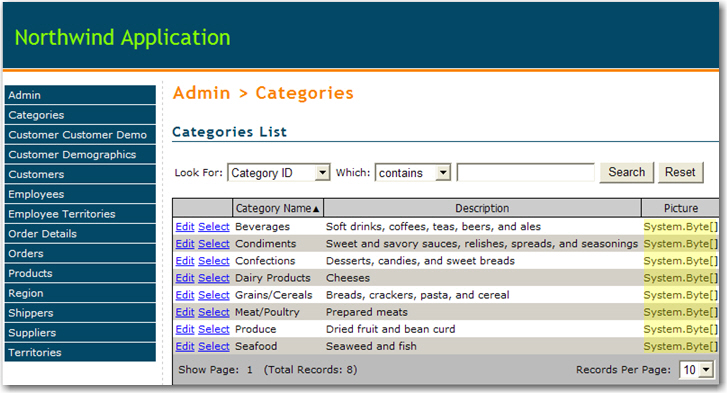 Northwind Application
Admin
Categories
Customer Customer Demo
Customer Demographics
Customers
Employees
Employee Territories
Order Details
Orders
Products
Region
Shippers
Suppliers
Territories
Admin > Categories
Categories List
Look For: Category ID Which: contains Search Reset
Category Name▲ Description Picture
Edit Select Beverages Soft drinks, coffees, teas, beers, and ales System.Byte[]
Edit Select Condiments Sweet and savory sauces, relishes, spreads, and seasonings System.Byte[]
Edit Select Confections Desserts, candies, and sweet breads System.Byte[]
Edit Select Dairy Products Cheeses System.Byte[]
Edit Select Grains/Cereals Breads, crackers, pasta, and cereal System.Byte[]
Edit Select Meat/Poultry Prepared meats System.Byte[]
Edit Select Produce Dried fruit and bean curd System.Byte[]
Edit Select Seafood Seaweed and fish System.Byte[]
Show Page: 1 (Total Records: 8) Records Per Page: 10